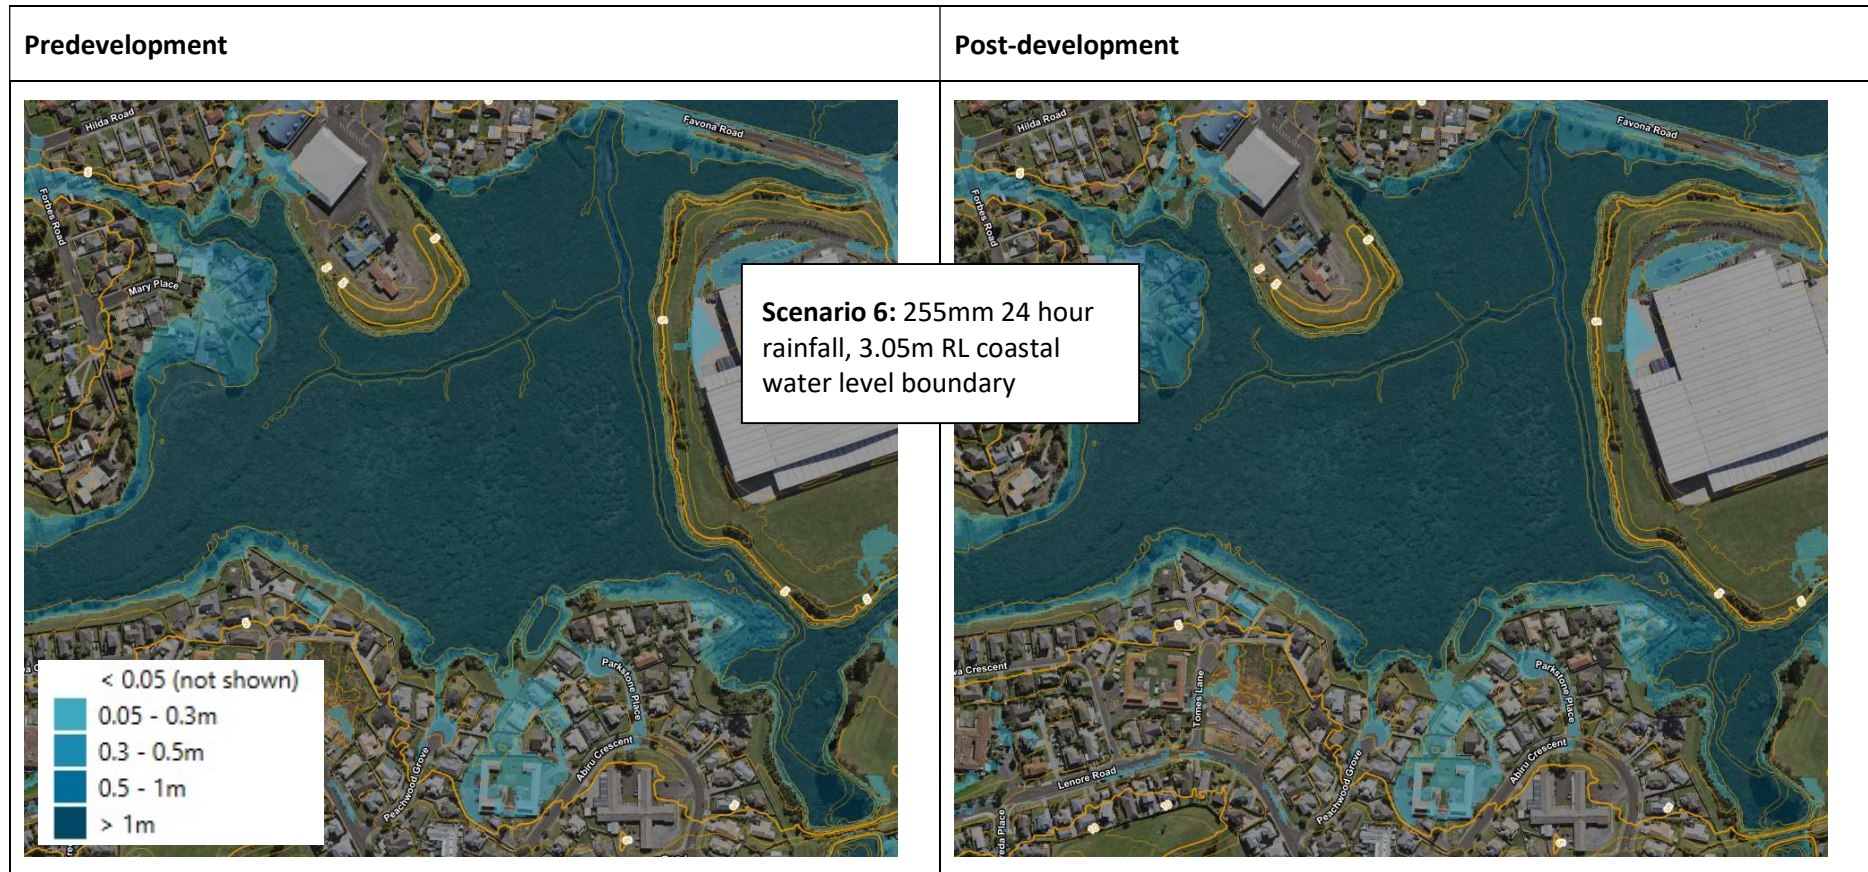 Predevelopment
Post-development
Hilda Road
Favona Road
Forbes Road
Mary Place
Scenario 6: 255mm 24 hour
rainfall, 3.05m RL coastal
water level boundary
Hilda Road
Favona Road
Forbes Road
Parkstone Place
Abiru Crescent
Peachwood Grove
< 0.05 (not shown)
0.05 - 0.3m
0.3 - 0.5m
0.5 - 1m
> 1m
Crescent
Tomes Lane
Lenore Road
Parkstone Place
Abiru Crescent
Peachwood Grove
Place